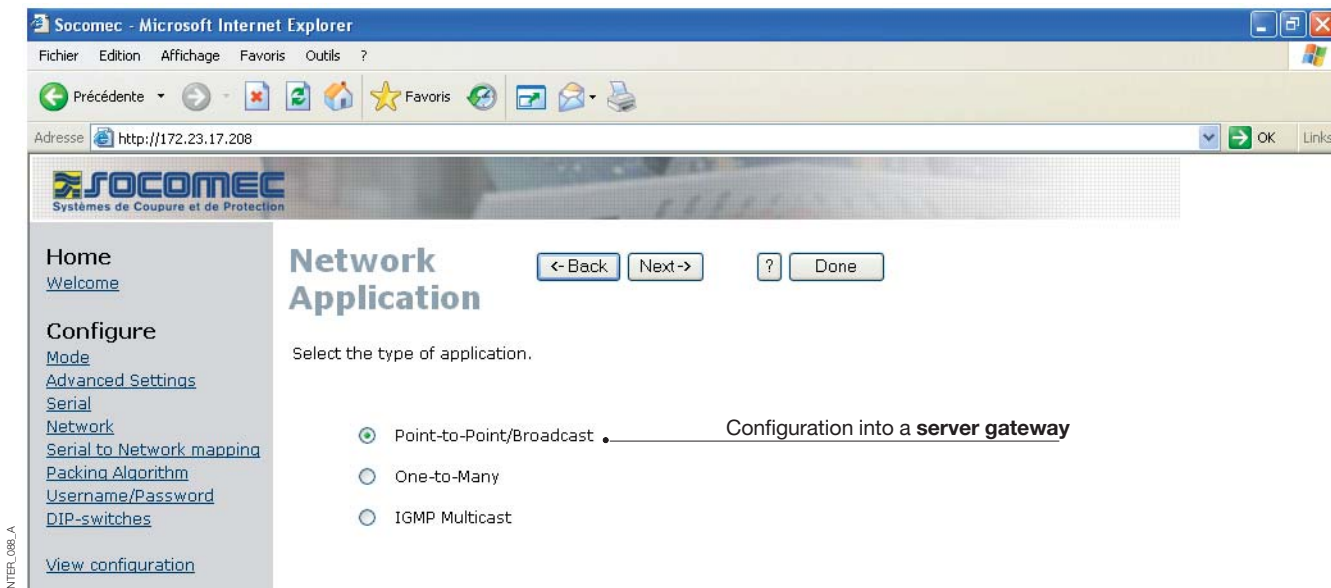 Socomec - Microsoft Internet Explorer
Fichier Edition Affichage Favoris Outils ?
Précédente Favoris
Adresse http://172.23.17.208 OK Links
SOCOMEC
Systèmes de Coupure et de Protection
Home
Welcome
Configure
Mode
Advanced Settings
Serial
Network
Serial to Network mapping
Packing Algorithm
Username/Password
DIP-switches
View configuration
Network
Application
<- Back Next -> ? Done
Select the type of application.
Point-to-Point/Broadcast Configuration into a server gateway
One-to-Many
IGMP Multicast
NTER_088_A